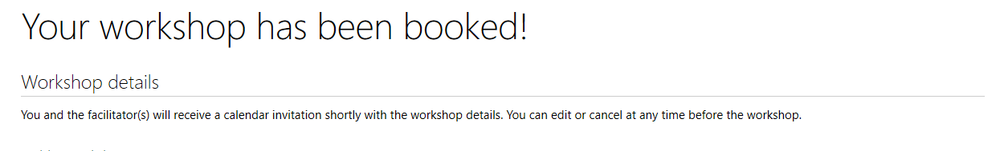 Your workshop has been booked!
Workshop details
You and the facilitator(s) will receive a calendar invitation shortly with the workshop details. You can edit or cancel at any time before the workshop.